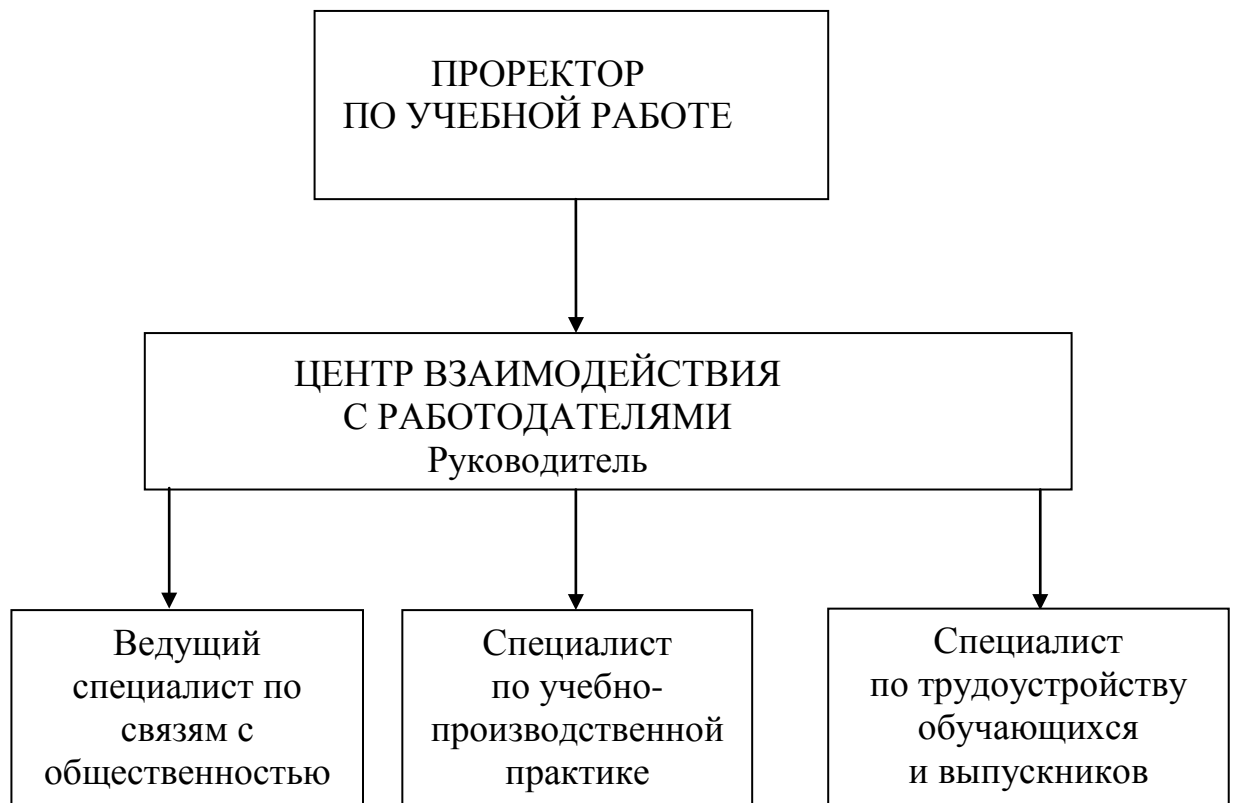 ПРОРЕКТОР
ПО УЧЕБНОЙ РАБОТЕ
ЦЕНТР ВЗАИМОДЕЙСТВИЯ
С РАБОТОДАТЕЛЯМИ
Руководитель
Ведущий
специалист по
связям с
общественностью
Специалист
по учебно-
производственной
практике
Специалист
по трудоустройству
обучающихся
и выпускников